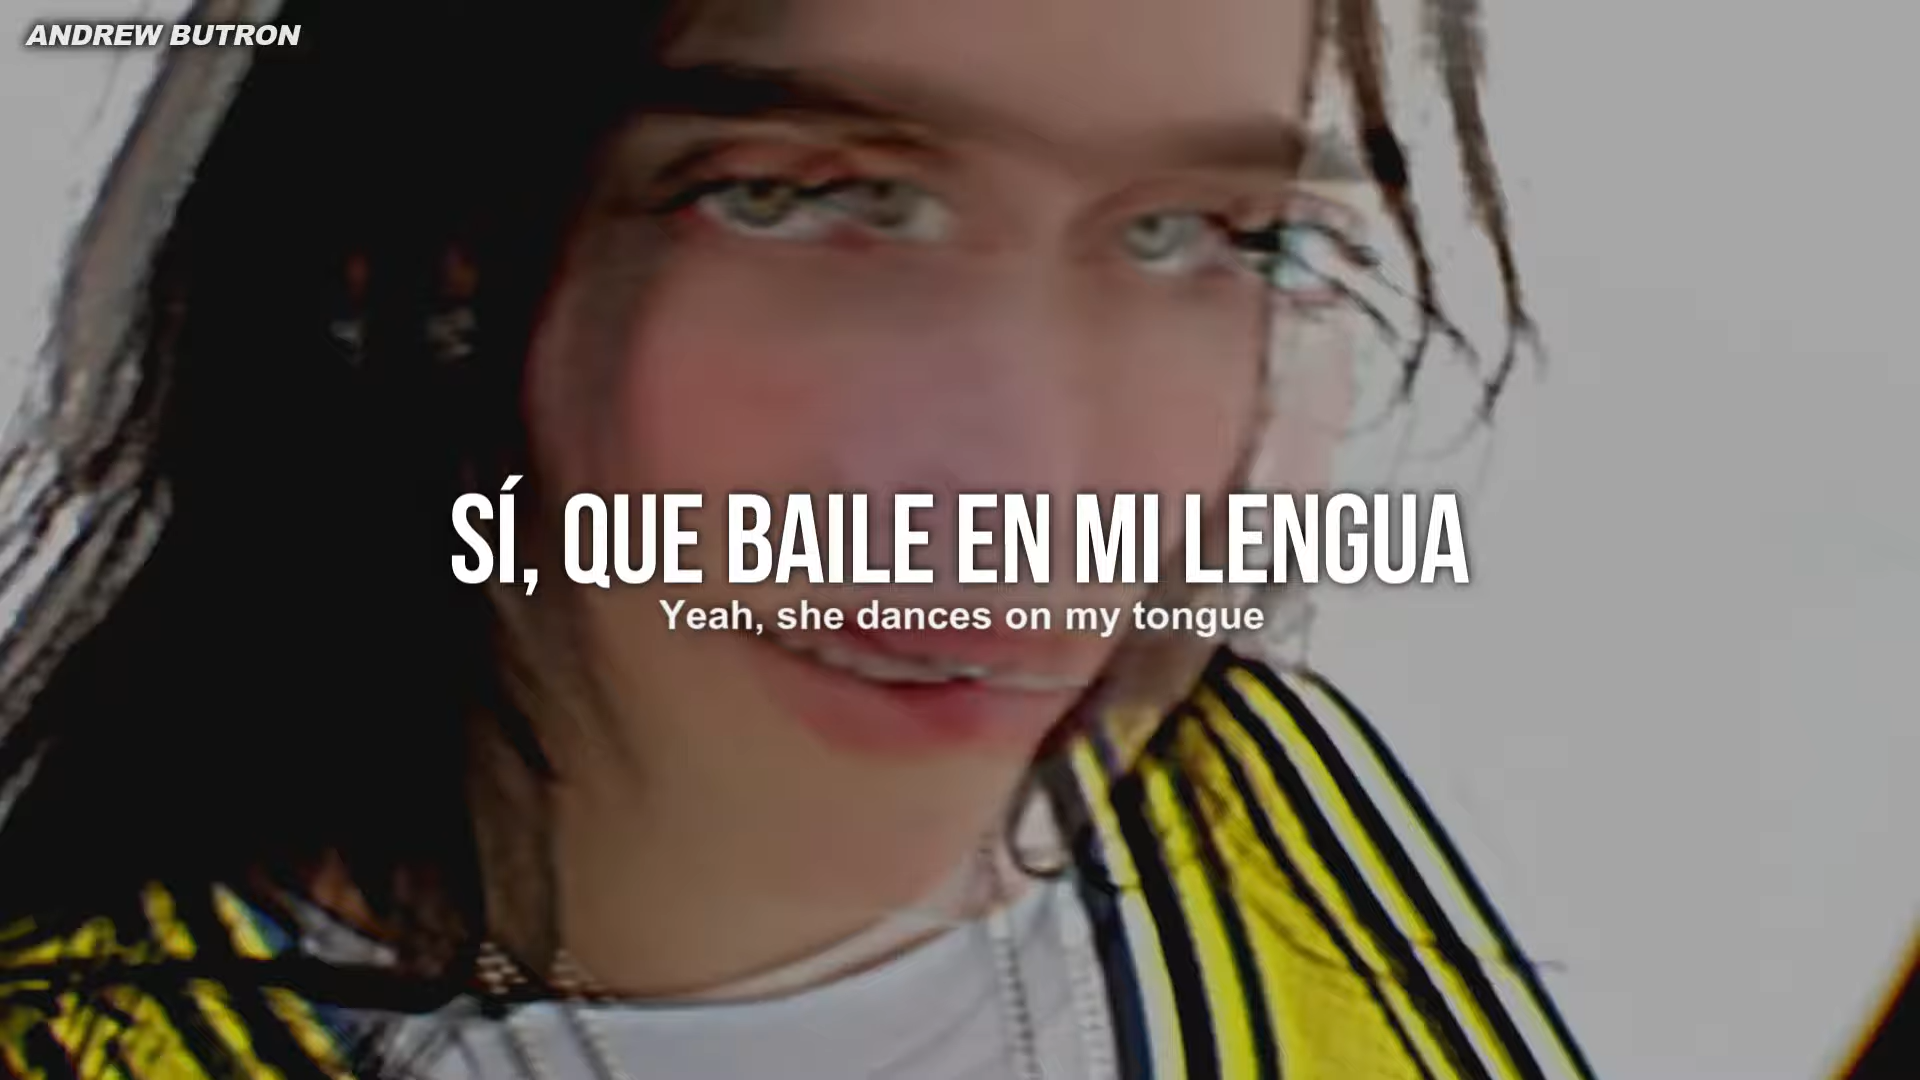 ANDREW BUTRON
SÍ, QUE BAILE EN MI LENGUA
Yeah, she dances on my tongue